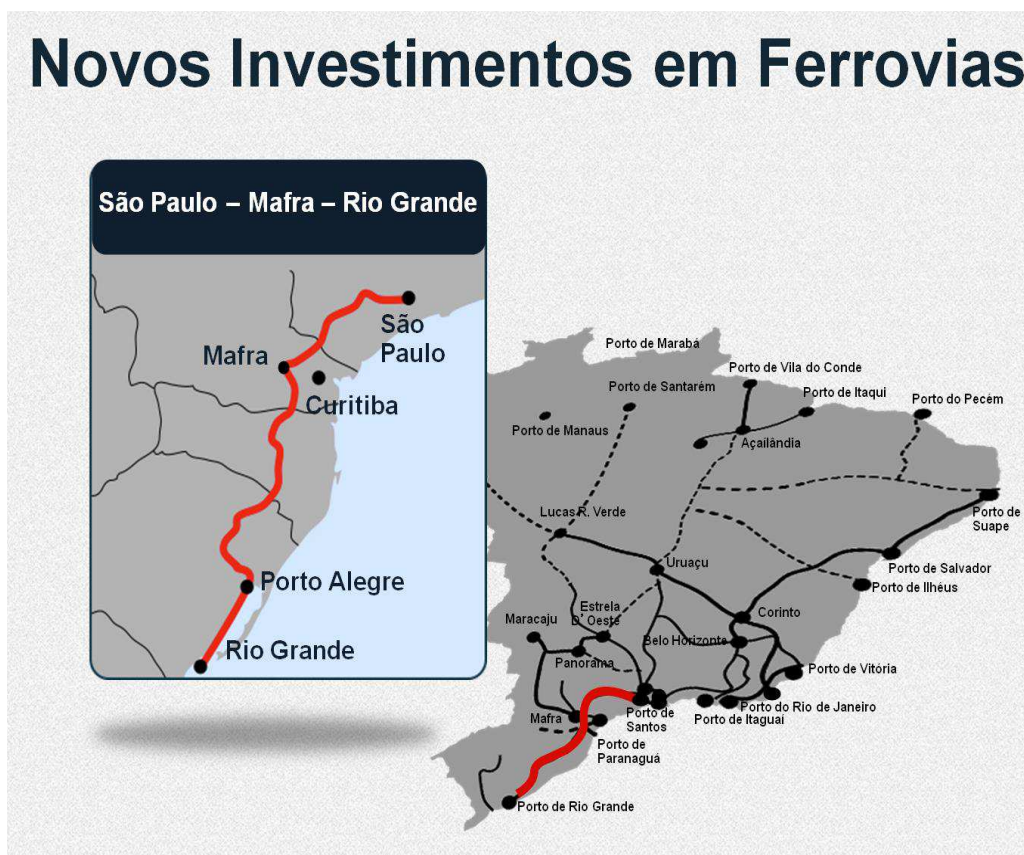 Novos Investimentos em Ferrovias
São Paulo – Mafra – Rio Grande
São
Paulo
Mafra
Curitiba
Porto Alegre
Rio Grande
Porto de Marabá
Porto de Vila do Conde
Porto de Santarém
Porto de Itaqui
Porto do Pecém
Porto de Manaus
Açailândia
Porto de
Suape
Lucas R. Verde
Uruaçu
Porto de Salvador
Porto de Ilhéus
Estrela
D' Oeste
Maracaju
Corinto
Belo Horizonte
Panorama
Porto de Vitória
Porto do Rio de Janeiro
Porto de Itaguaí
Mafra
Porto de
Santos
Porto de
Paranaguá
Porto de Rio Grande